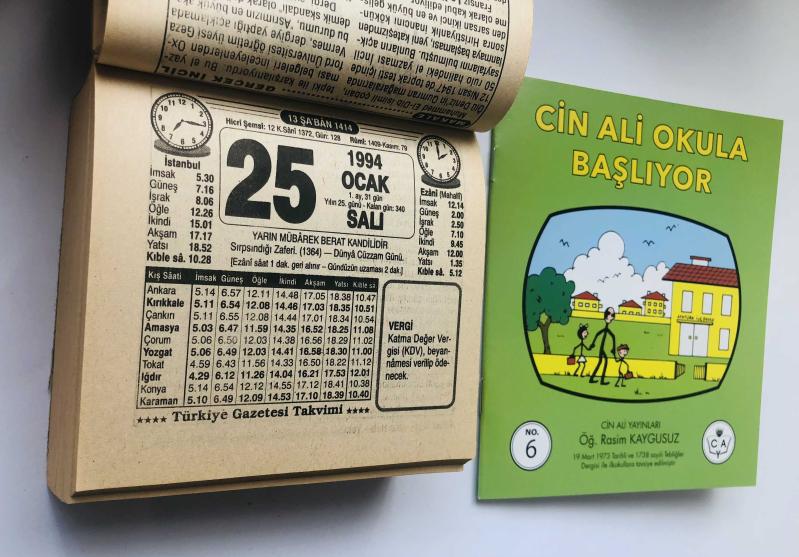 MAKALE
GERÇEK İNCİL
13 ŞA'BÂN 1414
Hicrî Şemsî: 12 K.Sânî 1372, Gün: 128 Rûmî: 1409-Kasım: 79
25
1994
OCAK
1. ay, 31 gün
Yılın 25. günü - Kalan gün: 340
SALI
İstanbul
İmsak 5.30
Güneş 7.16
İşrak 8.06
Öğle 12.26
İkindi 15.01
Akşam 17.17
Yatsı 18.52
Kıble sâ. 10.28
Ezânî (Mahallî)
İmsak 12.14
Güneş 2.00
İşrak 2.50
Öğle 7.10
İkindi 9.45
Akşam 12.00
Yatsı 1.35
Kıble sâ. 5.12
YARIN MÜBÂREK BERAT KANDİLİDİR
Sırpsındığı Zaferi. (1364) — Dünyâ Cüzzam Günü.
[Ezânî sâat 1 dak. geri alınır – Gündüzün uzaması 2 dak.]
Kış Sâati İmsak Güneş Öğle İkindi Akşam Yatsı Kıble sâ.
Ankara 5.14 6.57 12.11 14.48 17.05 18.38 10.47
Kırıkkale 5.11 6.54 12.08 14.46 17.03 18.35 10.51
Çankırı 5.11 6.55 12.08 14.44 17.01 18.34 10.54
Amasya 5.03 6.47 11.59 14.35 16.52 18.25 11.08
Çorum 5.06 6.50 12.03 14.38 16.56 18.29 11.02
Yozgat 5.06 6.49 12.03 14.41 16.58 18.30 11.00
Tokat 4.59 6.43 11.56 14.33 16.50 18.22 11.12
Iğdır 4.29 6.12 11.26 14.04 16.21 17.53 12.01
Konya 5.14 6.54 12.12 14.55 17.12 18.41 10.38
Karaman 5.10 6.49 12.09 14.53 17.10 18.39 10.40
VERGİ
Katma Değer Ver-
gisi (KDV), beyan-
nâmesi verilip öde-
necek.
**** Türkiye Gazetesi Takvimi ****
CİN ALİ OKULA
BAŞLIYOR
NO.
6
CİN ALİ YAYINLARI
Öğ. Rasim KAYGUSUZ
19 Mart 1973 Tarihli ve 1738 sayılı Tebliğler
Dergisi ile ilkokullara tavsiye edilmiştir
C A